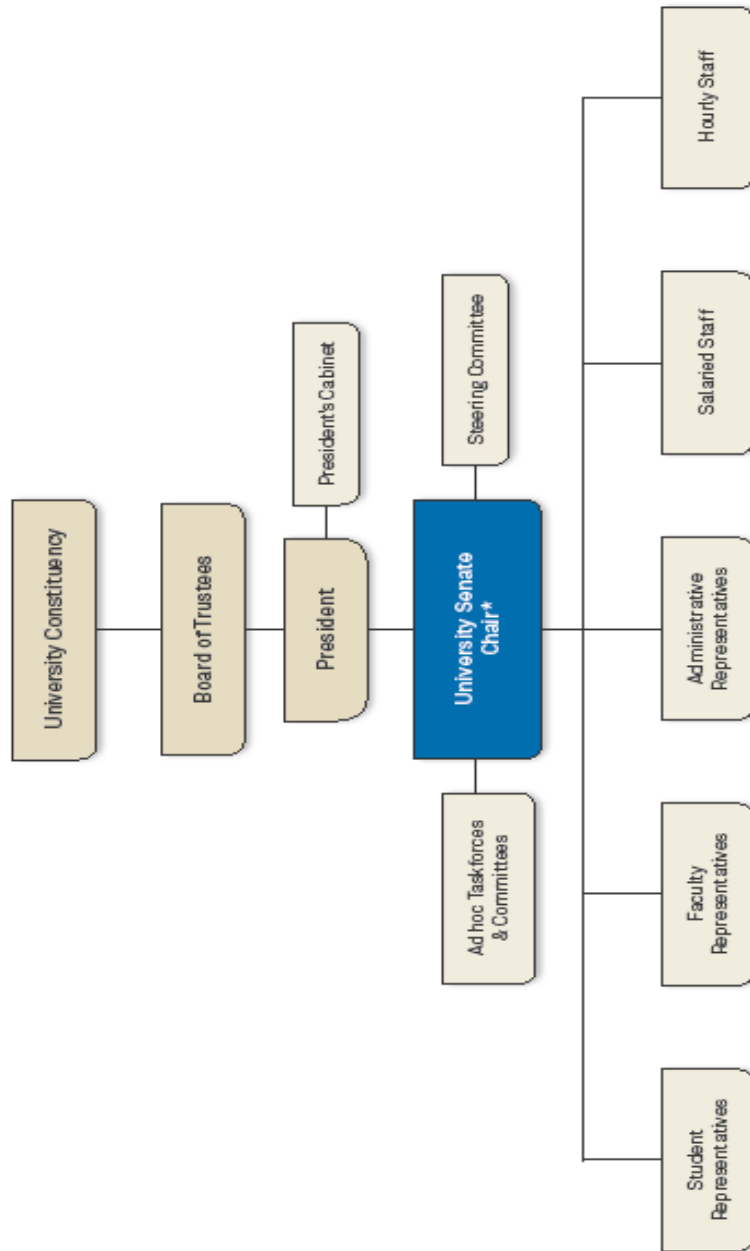 University Constituency
Board of Trustees
President
President's Cabinet
Ad hoc Taskforces
& Committees
University Senate
Chair*
Steering Committee
Student
Representatives
Faculty
Representatives
Administrative
Representatives
Salaried Staff
Hourly Staff